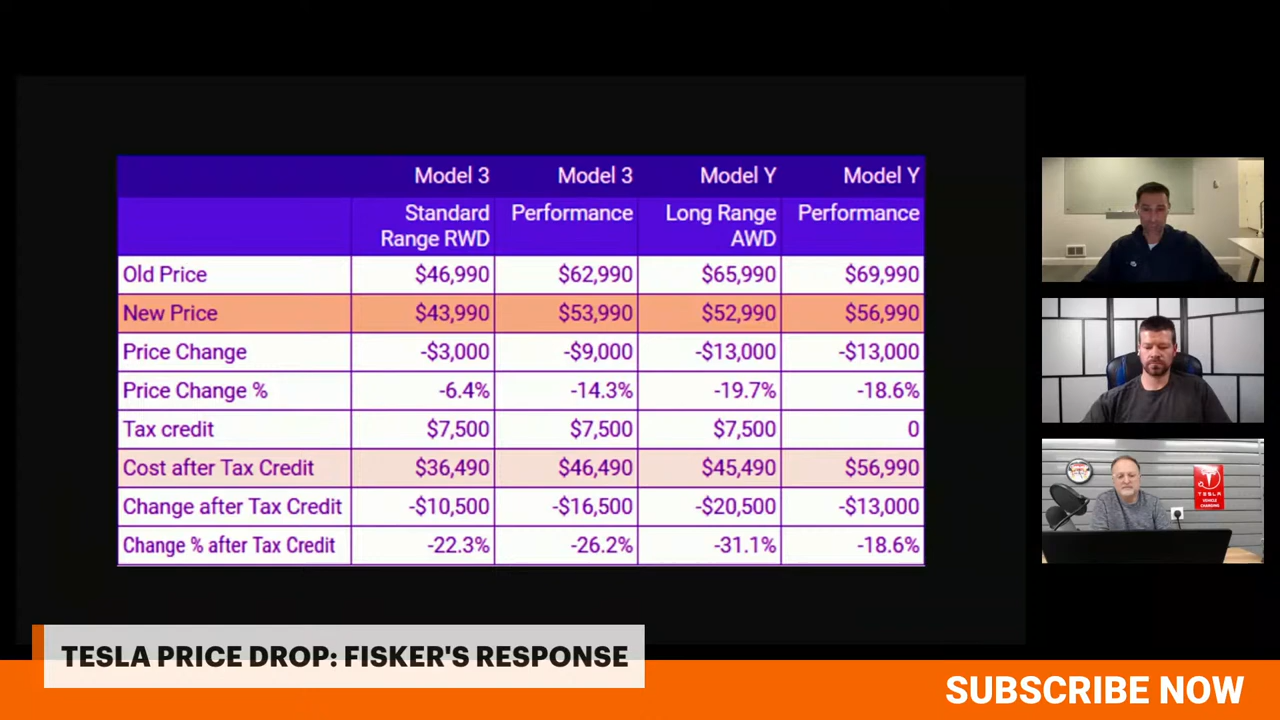 Model 3 Model 3 Model Y Model Y
Standard Range RWD Performance Long Range AWD Performance
Old Price $46,990 $62,990 $65,990 $69,990
New Price $43,990 $53,990 $52,990 $56,990
Price Change -$3,000 -$9,000 -$13,000 -$13,000
Price Change % -6.4% -14.3% -19.7% -18.6%
Tax credit $7,500 $7,500 $7,500 0
Cost after Tax Credit $36,490 $46,490 $45,490 $56,990
Change after Tax Credit -$10,500 -$16,500 -$20,500 -$13,000
Change % after Tax Credit -22.3% -26.2% -31.1% -18.6%
TESLA
VEHICLE
CHARGING
TESLA PRICE DROP: FISKER'S RESPONSE
SUBSCRIBE NOW